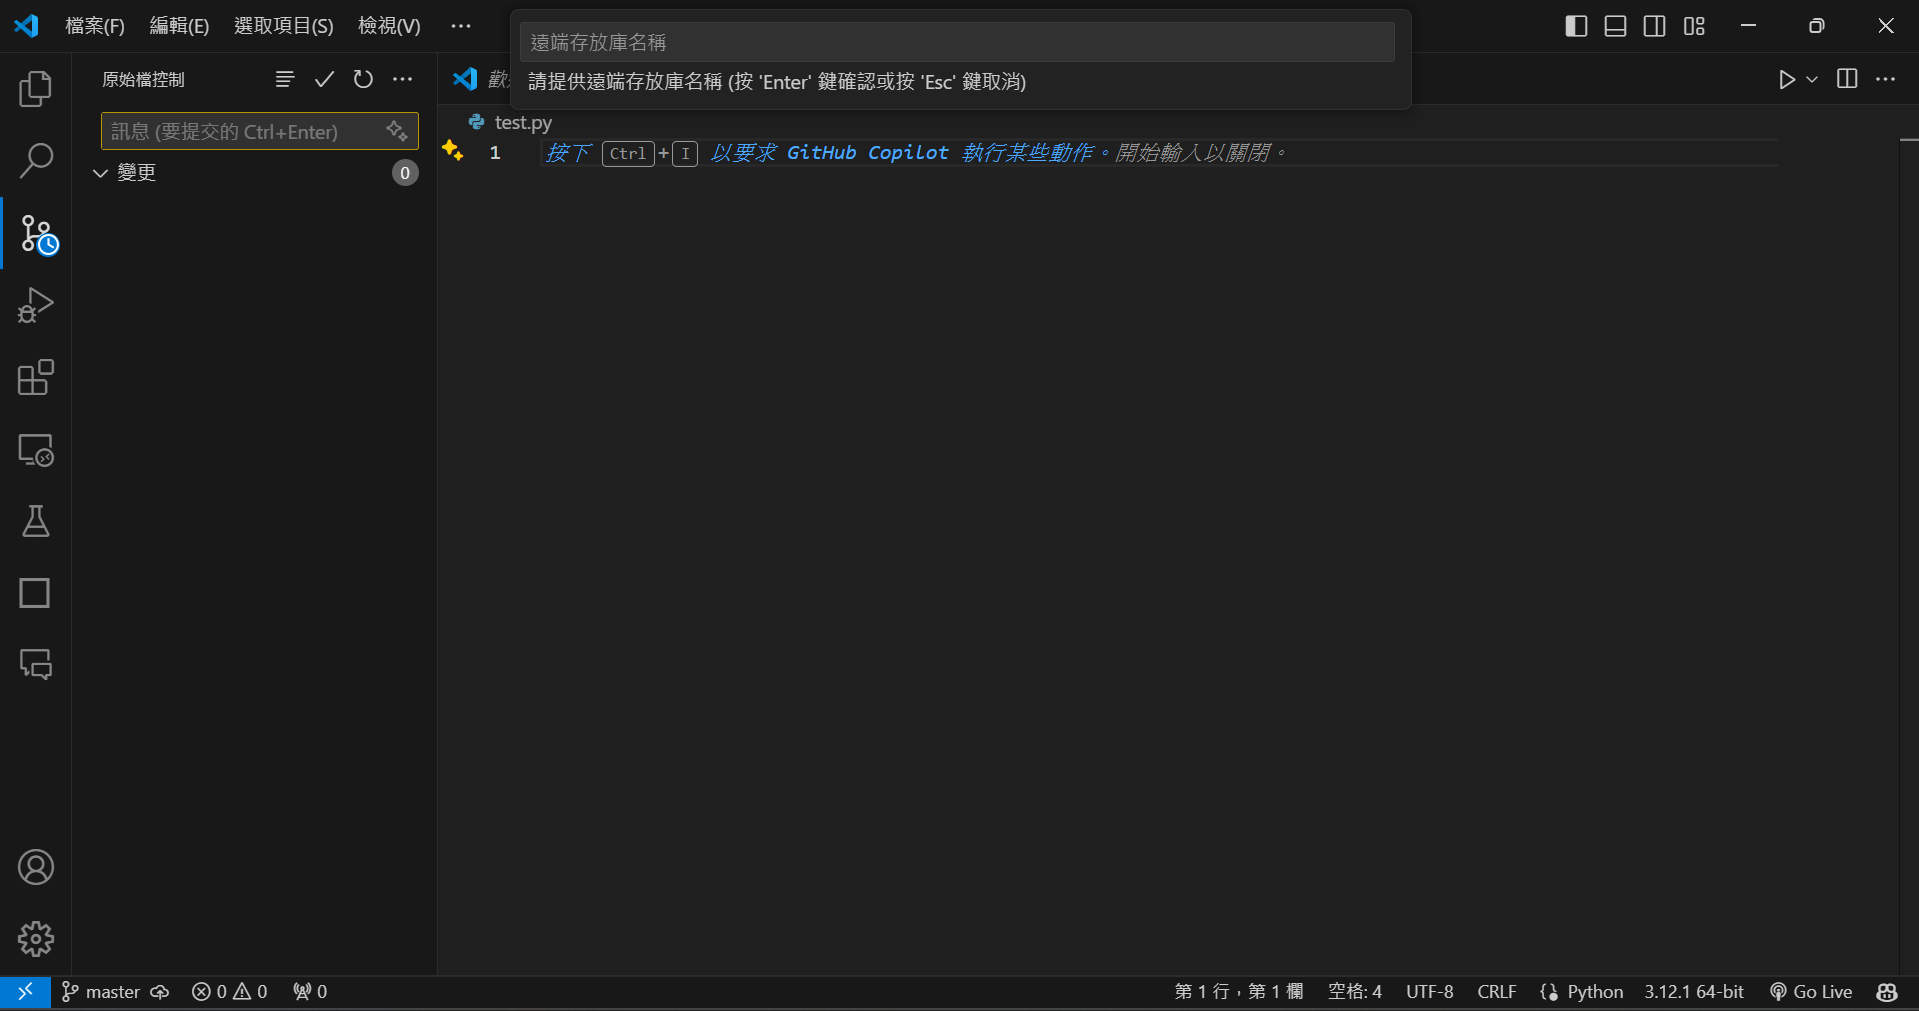 檔案(F) 編輯(E) 選取項目(S) 檢視(V) ···
遠端存放庫名稱
請提供遠端存放庫名稱 (按 'Enter' 鍵確認或按 'Esc' 鍵取消)
原始檔控制
歡
test.py
訊息 (要提交的 Ctrl+Enter)
變更 0
1 按下 Ctrl+I 以要求 GitHub Copilot 執行某些動作。開始輸入以關閉。
master 0 0 0 第 1 行，第 1 欄 空格: 4 UTF-8 CRLF Python 3.12.1 64-bit Go Live